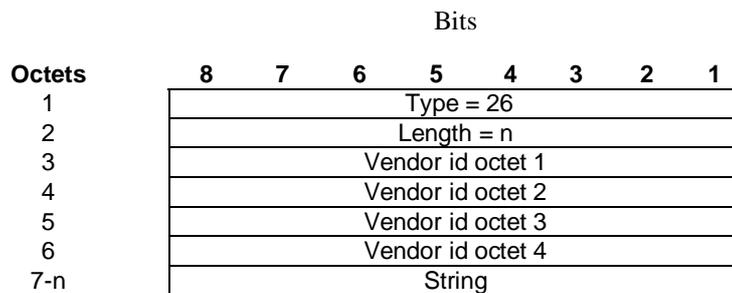 Bits
Octets 8 7 6 5 4 3 2 1
1 Type = 26
2 Length = n
3 Vendor id octet 1
4 Vendor id octet 2
5 Vendor id octet 3
6 Vendor id octet 4
7-n String